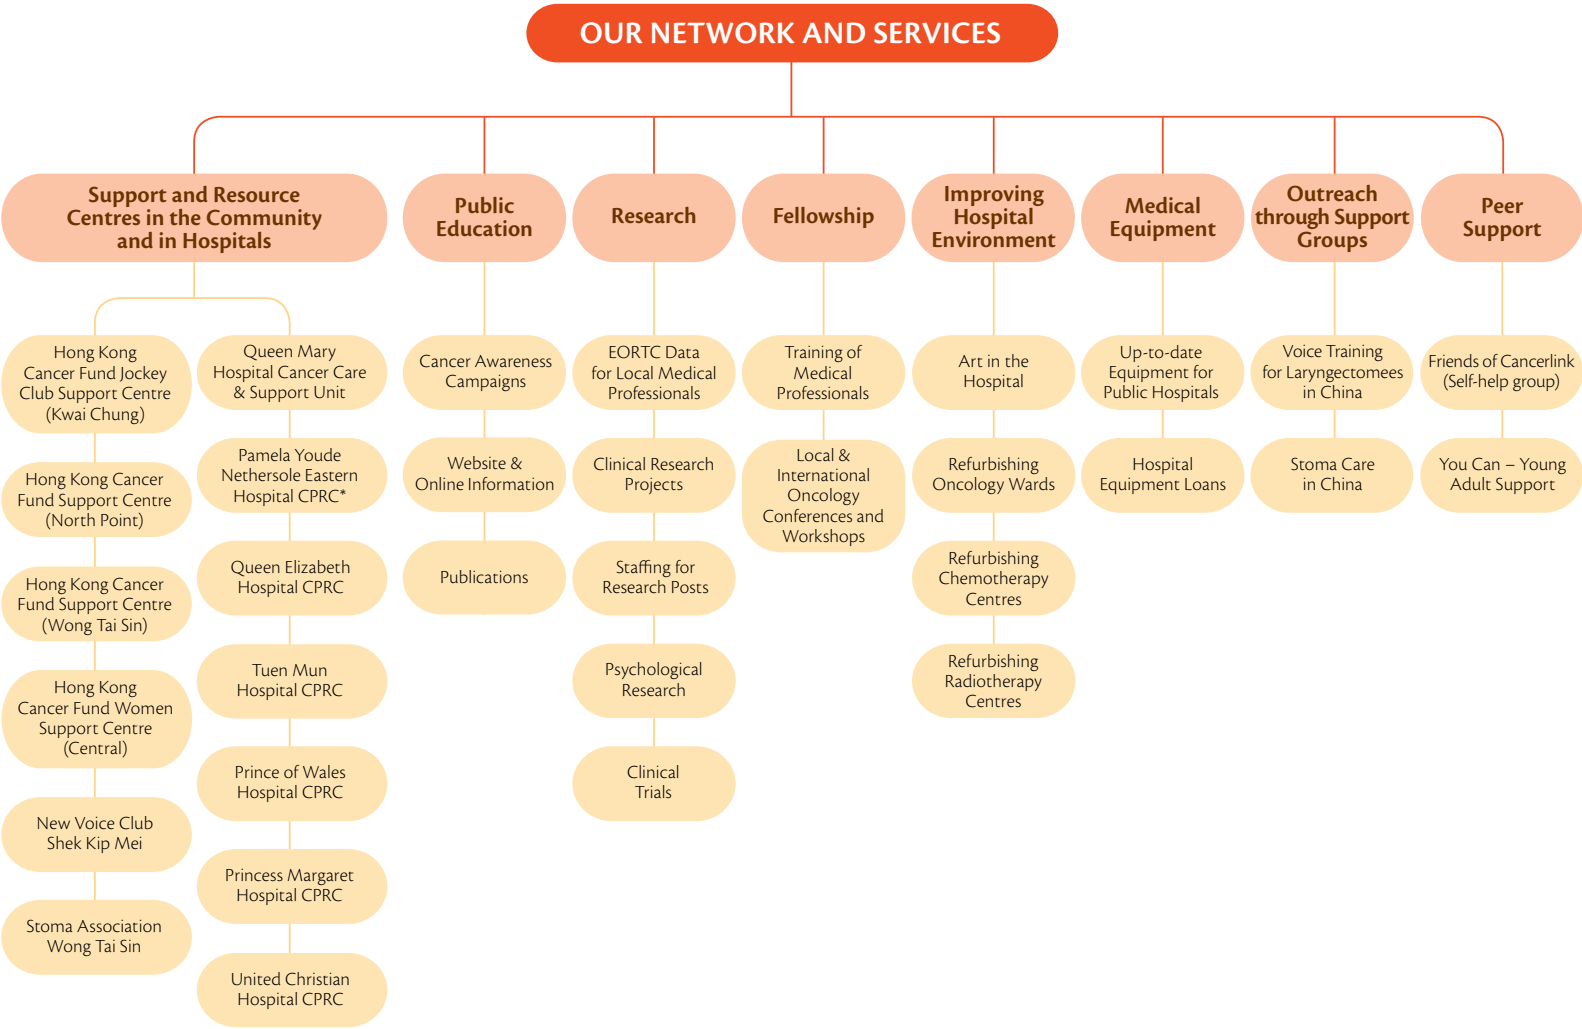 OUR NETWORK AND SERVICES
Support and Resource
Centres in the Community
and in Hospitals
Public
Education
Research
Fellowship
Improving
Hospital
Environment
Medical
Equipment
Outreach
through Support
Groups
Peer
Support
Hong Kong
Cancer Fund Jockey
Club Support Centre
(Kwai Chung)
Hong Kong Cancer
Fund Support Centre
(North Point)
Hong Kong Cancer
Fund Support Centre
(Wong Tai Sin)
Hong Kong
Cancer Fund Women
Support Centre
(Central)
New Voice Club
Shek Kip Mei
Stoma Association
Wong Tai Sin
Queen Mary
Hospital Cancer Care
& Support Unit
Pamela Youde
Nethersole Eastern
Hospital CPRC*
Queen Elizabeth
Hospital CPRC
Tuen Mun
Hospital CPRC
Prince of Wales
Hospital CPRC
Princess Margaret
Hospital CPRC
United Christian
Hospital CPRC
Cancer Awareness
Campaigns
Website &
Online Information
Publications
EORTC Data
for Local Medical
Professionals
Clinical Research
Projects
Staffing for
Research Posts
Psychological
Research
Clinical
Trials
Training of
Medical
Professionals
Local &
International
Oncology
Conferences and
Workshops
Art in the
Hospital
Refurbishing
Oncology Wards
Refurbishing
Chemotherapy
Centres
Refurbishing
Radiotherapy
Centres
Up-to-date
Equipment for
Public Hospitals
Hospital
Equipment Loans
Voice Training
for Laryngectomees
in China
Stoma Care
in China
Friends of Cancerlink
(Self-help group)
You Can – Young
Adult Support